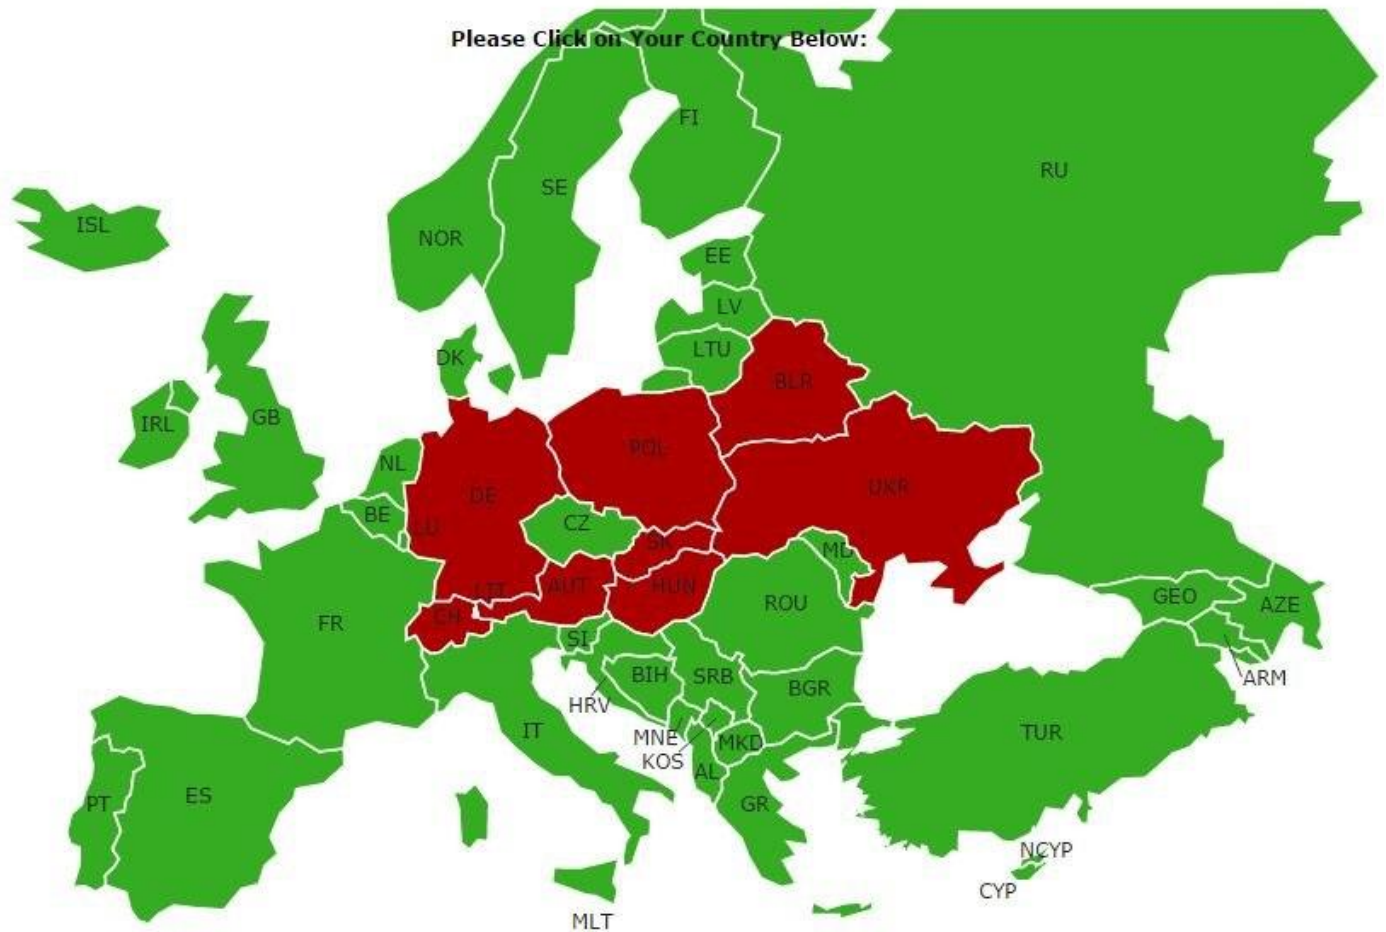 Please Click on Your Country Below:
FI
RU
SE
ISL
NOR
EE
LV
LTU
DK
BLR
GB
IRL
POL
NL
UKR
DE
BE
CZ
LU
SK
MD
LIT
AUT
HUN
GEO
ROU
AZE
CH
FR
SI
BIH
SRB
ARM
BGR
HRV
IT
TUR
MNE
MKD
KOS
AL
ES
PT
GR
NCYP
CYP
MLT